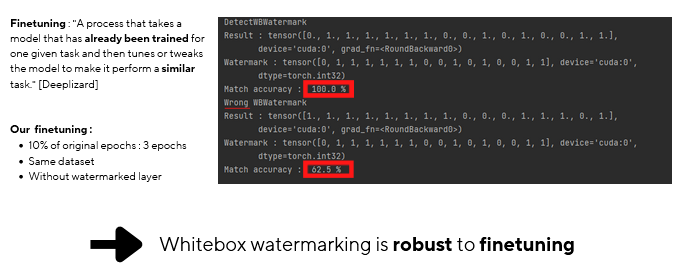 Finetuning : "A process that takes a
model that has already been trained for
one given task and then tunes or tweaks
the model to make it perform a similar
task." [Deeplizard]
Our finetuning :
• 10% of original epochs : 3 epochs
• Same dataset
• Without watermarked layer
DetectWBWatermark
Result : tensor([0., 1., 1., 1., 1., 1., 1., 0., 0., 1., 0., 1., 0., 0., 1., 1.],
device='cuda:0', grad_fn=<RoundBackward0>)
Watermark : tensor([0, 1, 1, 1, 1, 1, 1, 0, 0, 1, 0, 1, 0, 0, 1, 1], device='cuda:0',
dtype=torch.int32)
Match accuracy : 100.0 %
Wrong WBWatermark
Result : tensor([1., 1., 1., 1., 1., 1., 1., 0., 0., 0., 1., 1., 1., 1., 0., 1.],
device='cuda:0', grad_fn=<RoundBackward0>)
Watermark : tensor([0, 1, 1, 1, 1, 1, 1, 0, 0, 1, 0, 1, 0, 0, 1, 1], device='cuda:0',
dtype=torch.int32)
Match accuracy : 62.5 %
Whitebox watermarking is robust to finetuning